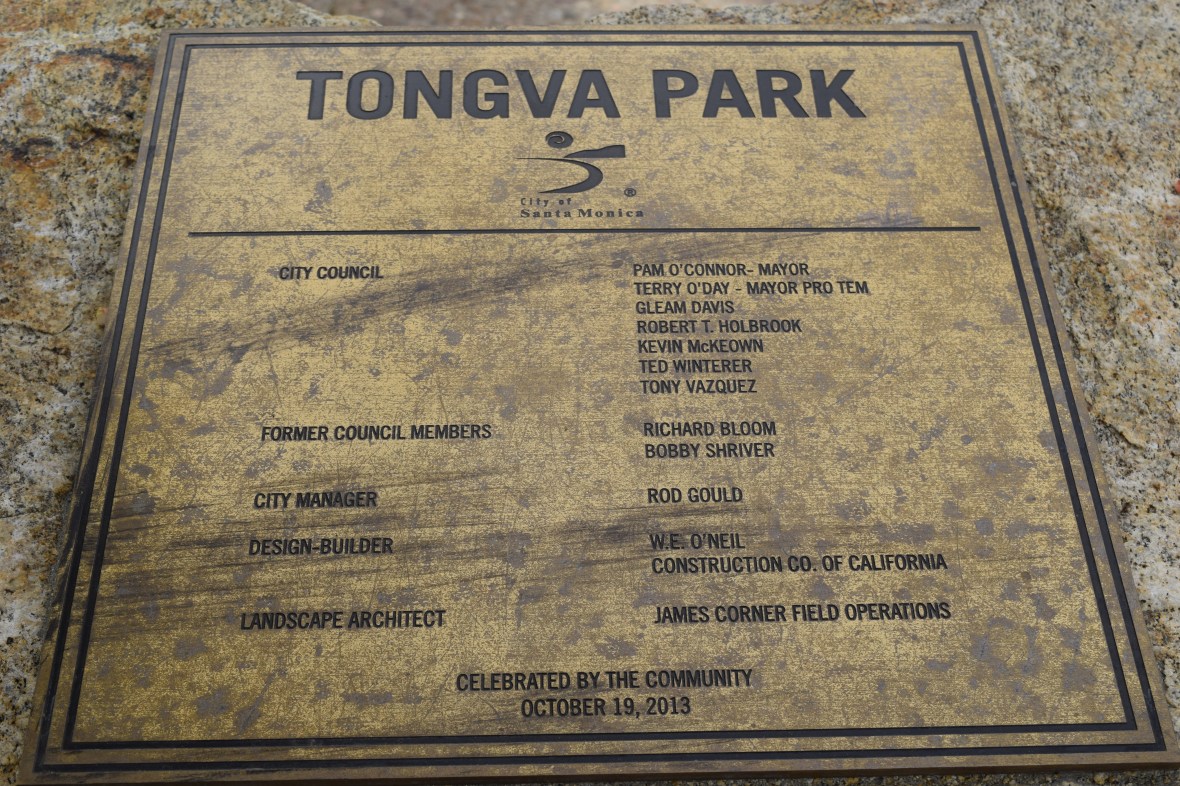 TONGVA PARK
®
City of
Santa Monica
CITY COUNCIL
PAM O'CONNOR- MAYOR
TERRY O'DAY - MAYOR PRO TEM
GLEAM DAVIS
ROBERT T. HOLBROOK
KEVIN McKEOWN
TED WINTERER
TONY VAZQUEZ
FORMER COUNCIL MEMBERS
RICHARD BLOOM
BOBBY SHRIVER
CITY MANAGER
ROD GOULD
DESIGN-BUILDER
W.E. O'NEIL
CONSTRUCTION CO. OF CALIFORNIA
LANDSCAPE ARCHITECT
JAMES CORNER FIELD OPERATIONS
CELEBRATED BY THE COMMUNITY
OCTOBER 19, 2013